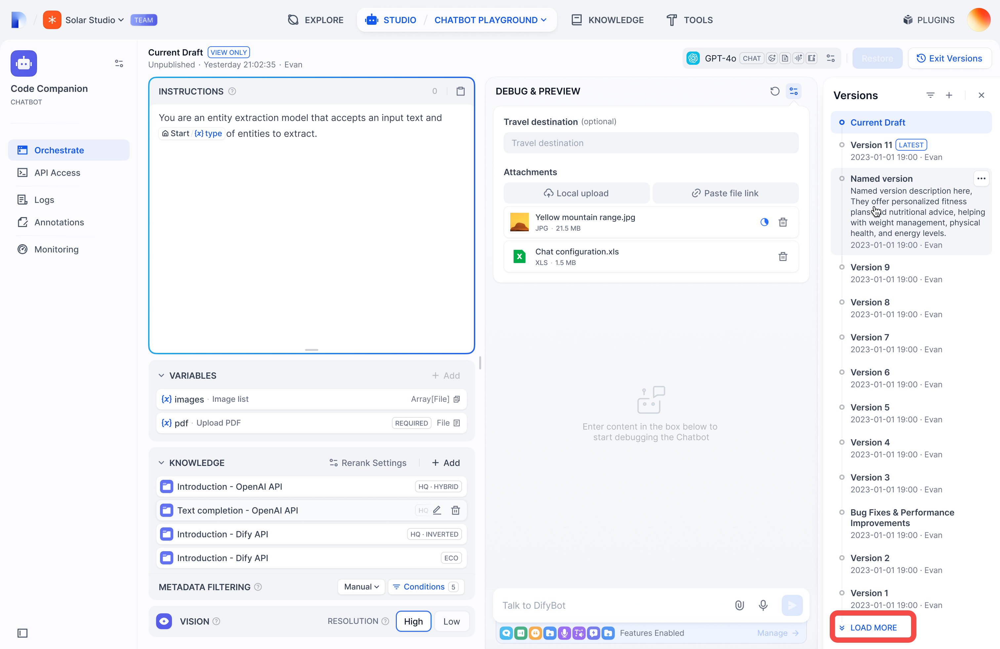 Solar Studio
TEAM
EXPLORE
STUDIO / CHATBOT PLAYGROUND
KNOWLEDGE
TOOLS
PLUGINS
Code Companion
CHATBOT
Orchestrate
API Access
Logs
Annotations
Monitoring
Current Draft VIEW ONLY
Unpublished · Yesterday 21:02:35 · Evan
GPT-4o CHAT
Restore
Exit Versions
INSTRUCTIONS
0
You are an entity extraction model that accepts an input text and
Start / {x} type of entities to extract.
VARIABLES
+ Add
{x} images · Image list
Array[File]
{x} pdf · Upload PDF
REQUIRED File
KNOWLEDGE
Rerank Settings
+ Add
Introduction - OpenAI API
HQ · HYBRID
Text completion - OpenAI API
HQ
Introduction - Dify API
HQ · INVERTED
Introduction - Dify API
ECO
METADATA FILTERING
Manual
Conditions 5
VISION
RESOLUTION
High
Low
DEBUG & PREVIEW
Travel destination (optional)
Travel destination
Attachments
Local upload
Paste file link
Yellow mountain range.jpg
JPG · 21.5 MB
X
Chat configuration.xls
XLS · 1.5 MB
Enter content in the box below to
start debugging the Chatbot
Talk to DifyBot
Features Enabled
Manage →
Versions
Current Draft
Version 11 LATEST
2023-01-01 19:00 · Evan
Named version
Named version description here,
They offer personalized fitness
plans d nutritional advice, helping
with weight management, physical
health, and energy levels.
2023-01-01 19:00 · Evan
Version 9
2023-01-01 19:00 · Evan
Version 8
2023-01-01 19:00 · Evan
Version 7
2023-01-01 19:00 · Evan
Version 6
2023-01-01 19:00 · Evan
Version 5
2023-01-01 19:00 · Evan
Version 4
2023-01-01 19:00 · Evan
Version 3
2023-01-01 19:00 · Evan
Bug Fixes & Performance
Improvements
2023-01-01 19:00 · Evan
Version 2
2023-01-01 19:00 · Evan
Version 1
2023-01-01 19:00 · Evan
LOAD MORE